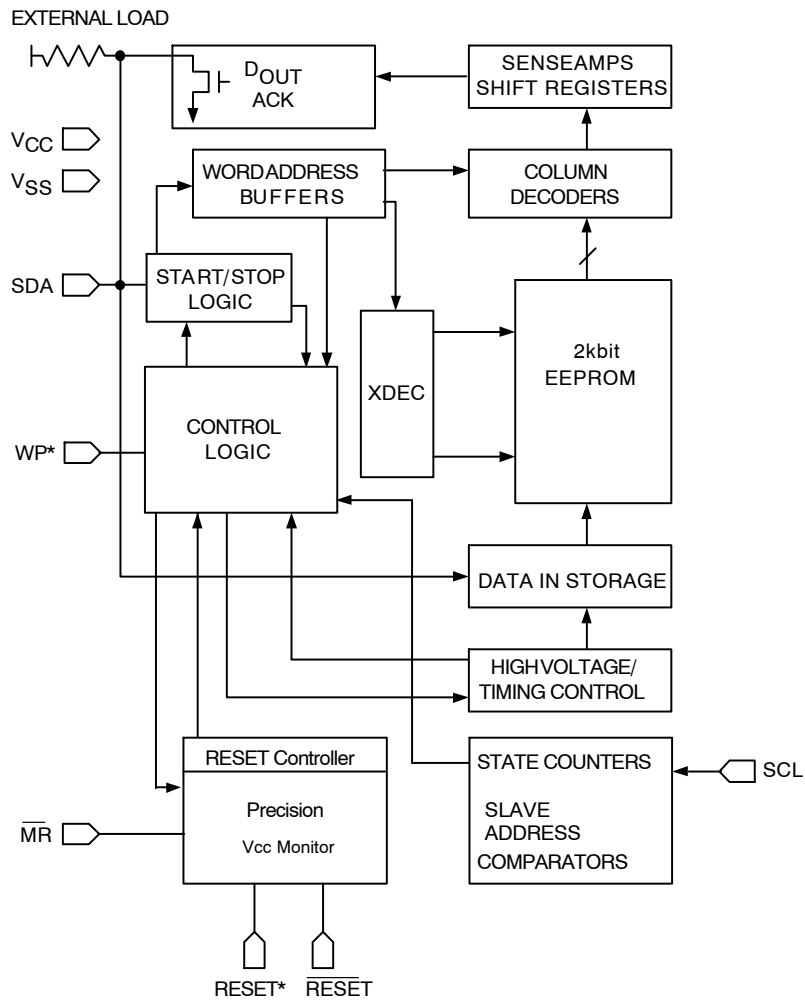 EXTERNAL LOAD
DOUT
ACK
SENSEAMPS
SHIFT REGISTERS
VCC
VSS
WORDADDRESS
BUFFERS
COLUMN
DECODERS
SDA
START/STOP
LOGIC
2kbit
EEPROM
XDEC
CONTROL
LOGIC
WP*
DATA IN STORAGE
HIGHVOLTAGE/
TIMING CONTROL
RESET Controller
STATE COUNTERS
SCL
Precision
Vcc Monitor
SLAVE
ADDRESS
COMPARATORS
M̅R̅
RESET*
R̅E̅S̅E̅T̅